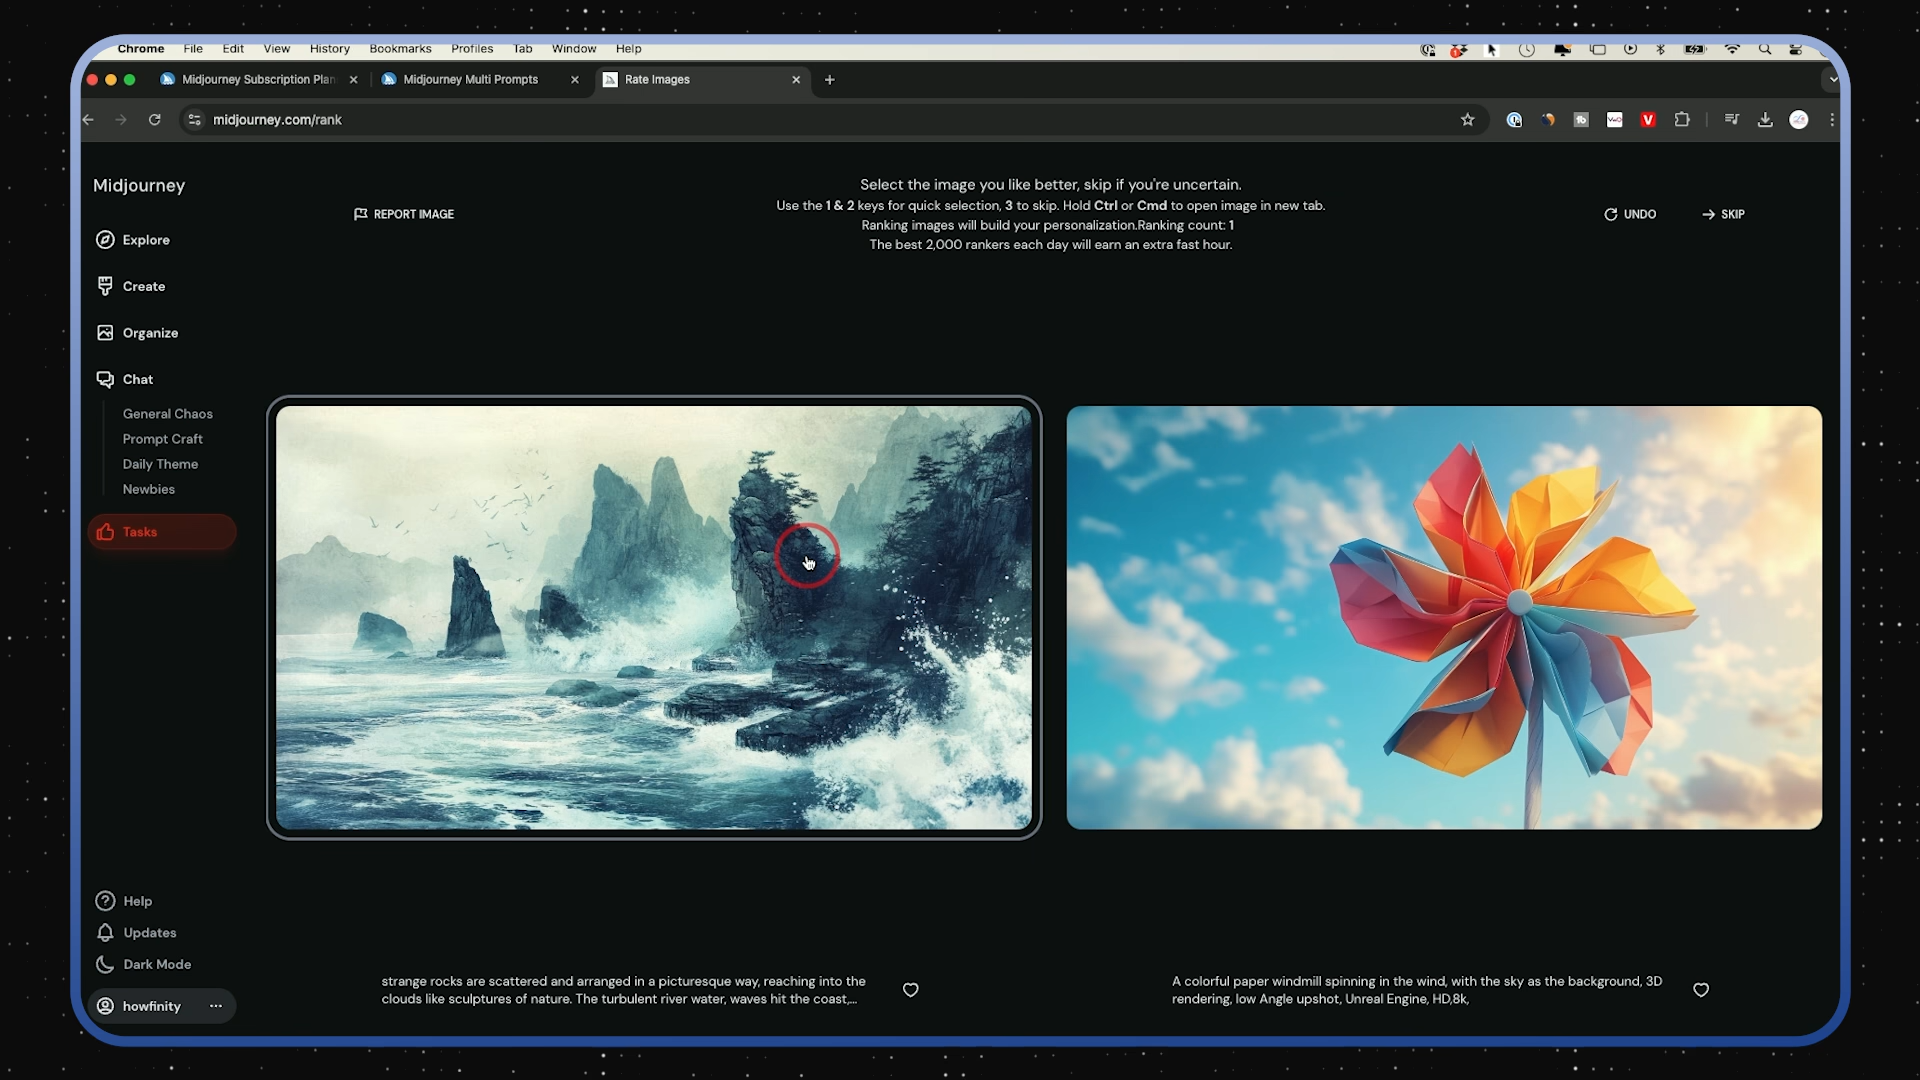 Chrome File Edit View History Bookmarks Profiles Tab Window Help
Midjourney Subscription Plan
Midjourney Multi Prompts
Rate Images
midjourney.com/rank
Midjourney
Explore
Create
Organize
Chat
General Chaos
Prompt Craft
Daily Theme
Newbies
Tasks
Help
Updates
Dark Mode
howfinity
REPORT IMAGE
Select the image you like better, skip if you're uncertain.
Use the 1 & 2 keys for quick selection, 3 to skip. Hold Ctrl or Cmd to open image in new tab.
Ranking images will build your personalization.Ranking count: 1
The best 2,000 rankers each day will earn an extra fast hour.
UNDO
SKIP
strange rocks are scattered and arranged in a picturesque way, reaching into the
clouds like sculptures of nature. The turbulent river water, waves hit the coast,...
A colorful paper windmill spinning in the wind, with the sky as the background, 3D
rendering, low Angle upshot, Unreal Engine, HD,8k,